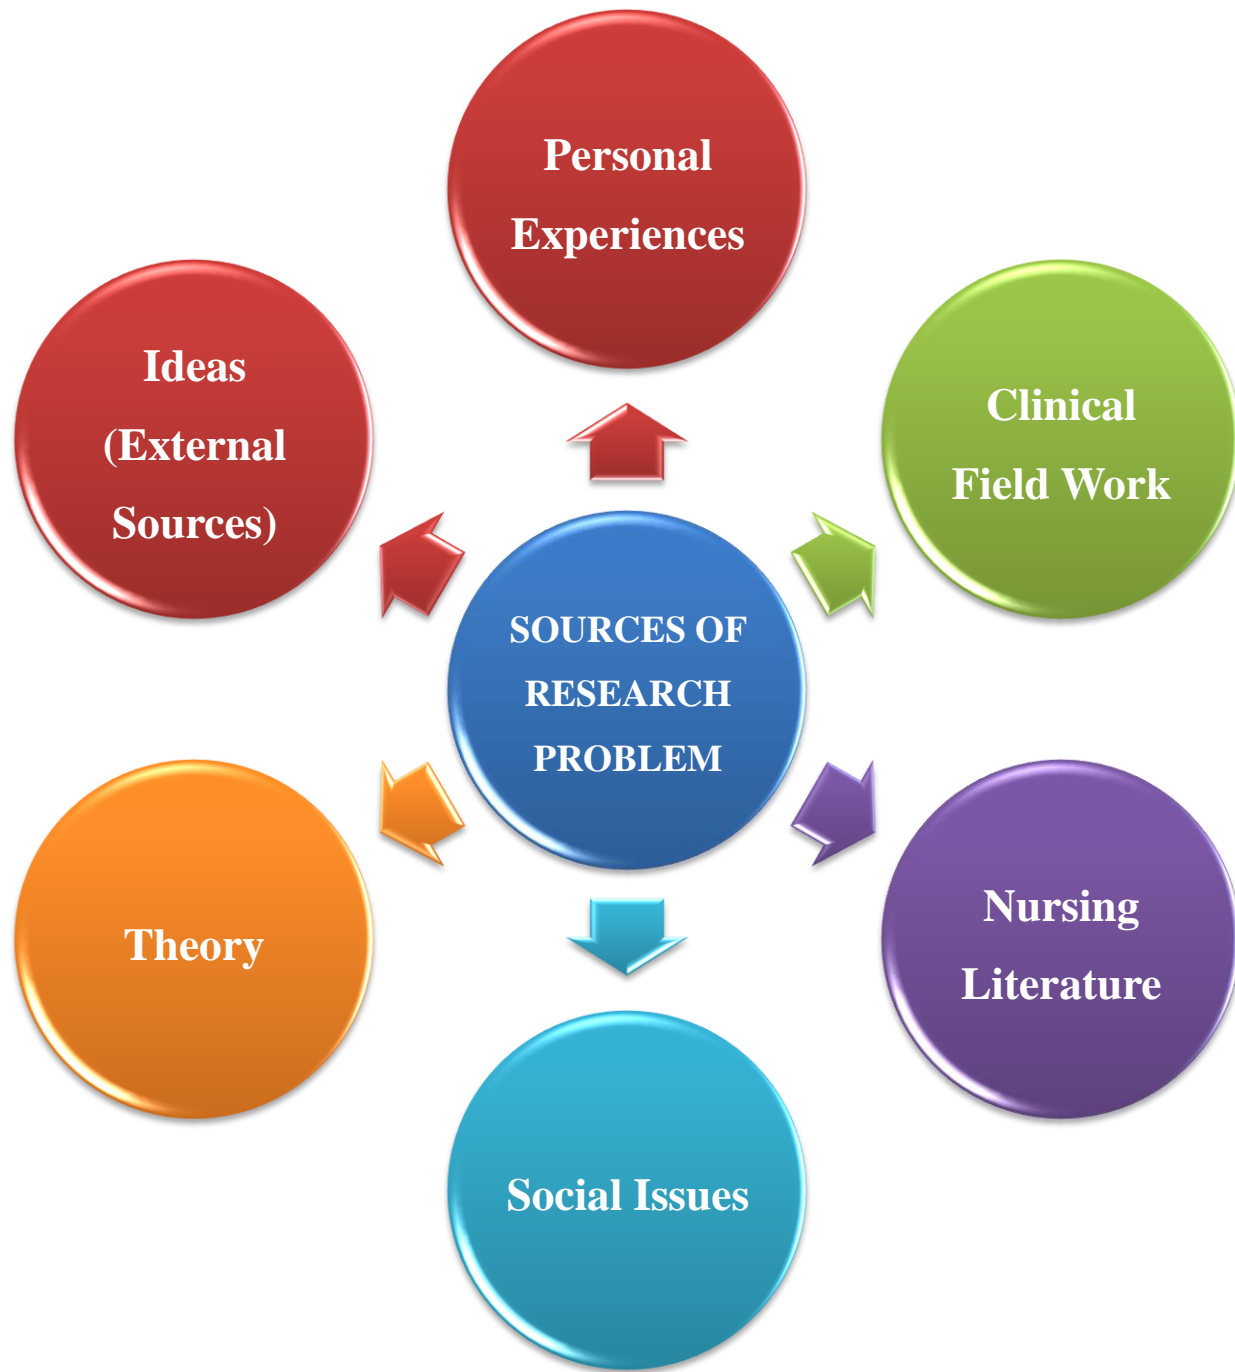 Personal
Experiences
Clinical
Field Work
Nursing
Literature
Social Issues
Theory
Ideas
(External
Sources)
SOURCES OF
RESEARCH
PROBLEM